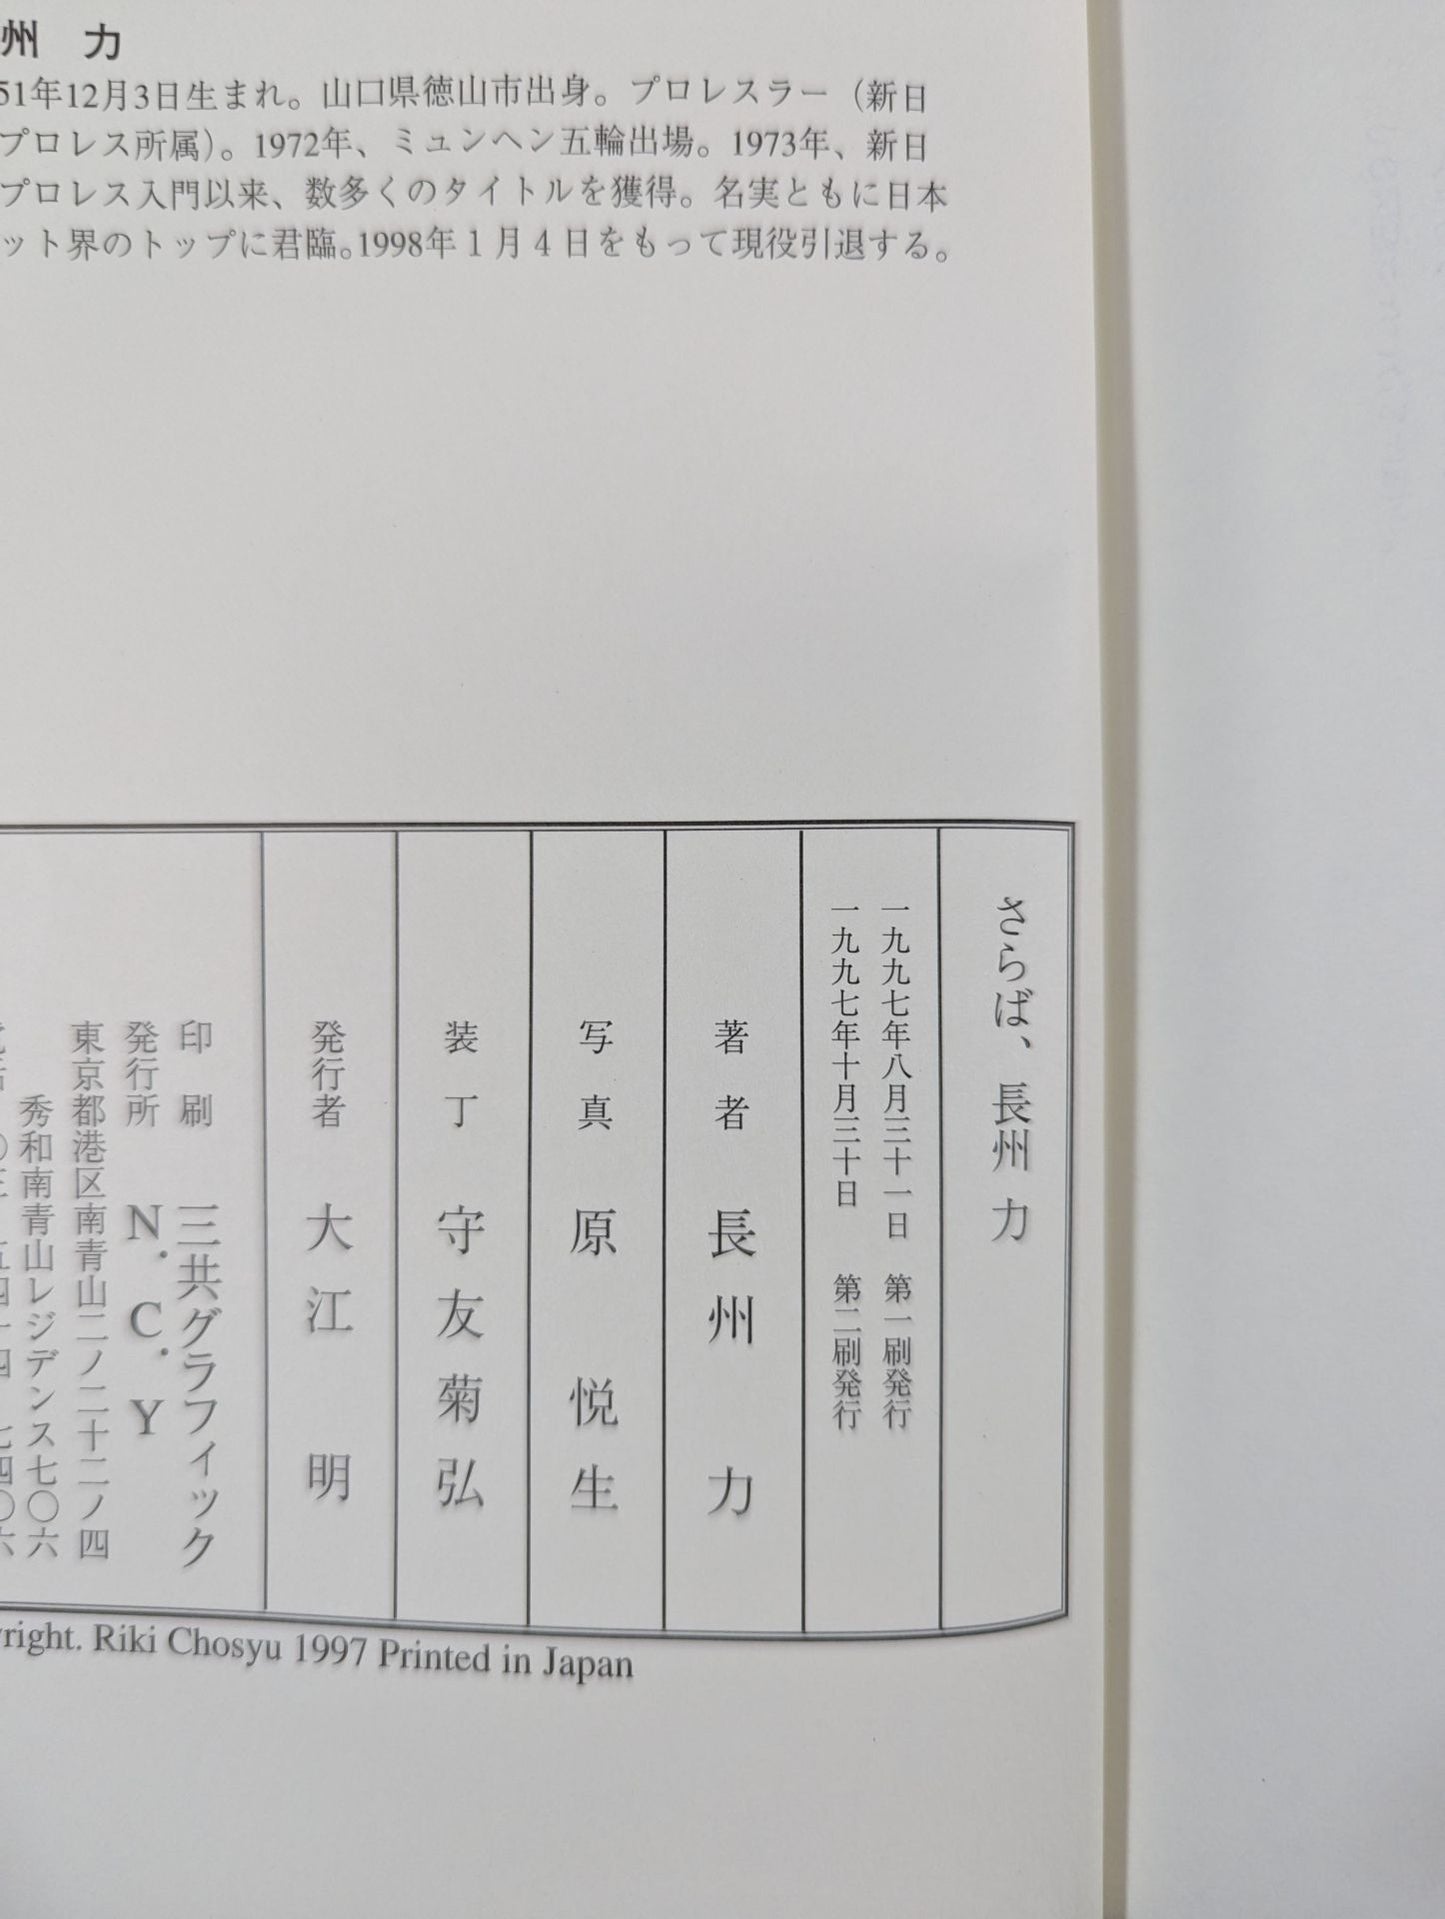 州 力
51年12月3日生まれ。山口県徳山市出身。プロレスラー（新日
プロレス所属）。1972年、ミュンヘン五輪出場。1973年、新日
プロレス入門以来、数多くのタイトルを獲得。名実ともに日本
ット界のトップに君臨。1998年１月４日をもって現役引退する。
さらば、長州 力
一九九七年八月三十一日 第一刷発行
一九九七年十月三十日 第二刷発行
著者 長州 力
写真 原 悦生
装丁 守友菊弘
発行者 大江 明
印刷 三共グラフィック
発行所 N.C.Y
東京都港区南青山二ノ二十二ノ四
秀和南青山レジデンス七〇六
right. Riki Chosyu 1997 Printed in Japan